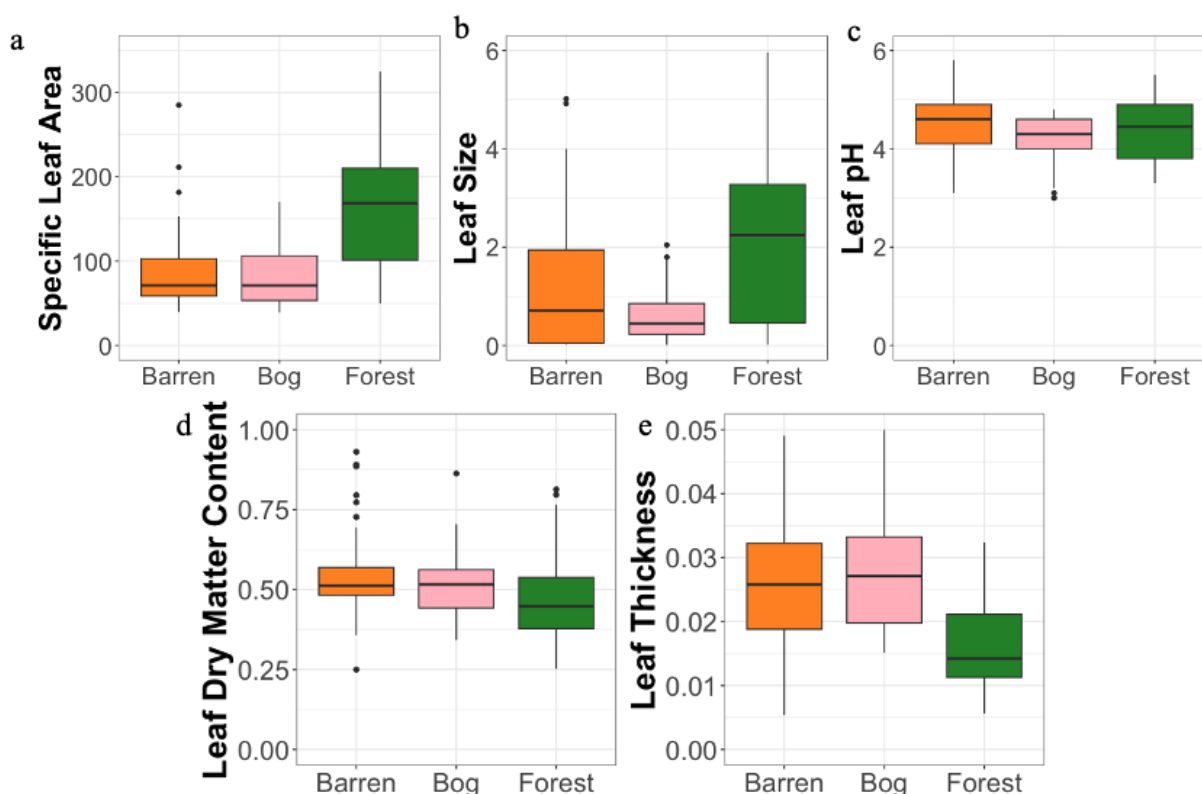 a
Specific Leaf Area
300
200
100
0
Barren
Bog
Forest
b
Leaf Size
6
4
2
0
Barren
Bog
Forest
c
Leaf pH
6
4
2
0
Barren
Bog
Forest
d
Leaf Dry Matter Content
1.00
0.75
0.50
0.25
0.00
Barren
Bog
Forest
e
Leaf Thickness
0.05
0.04
0.03
0.02
0.01
0.00
Barren
Bog
Forest